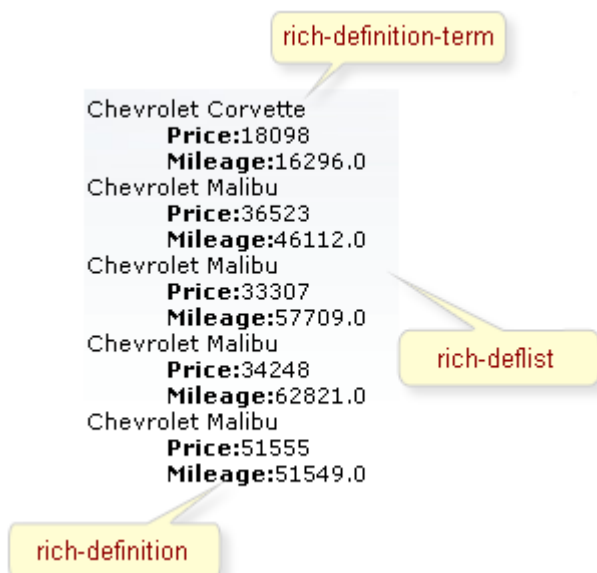 rich-definition-term
Chevrolet Corvette
Price:18098
Mileage:16296.0
Chevrolet Malibu
Price:36523
Mileage:46112.0
Chevrolet Malibu
Price:33307
Mileage:57709.0
Chevrolet Malibu
Price:34248
Mileage:62821.0
rich-deflist
Chevrolet Malibu
Price:51555
Mileage:51549.0
rich-definition